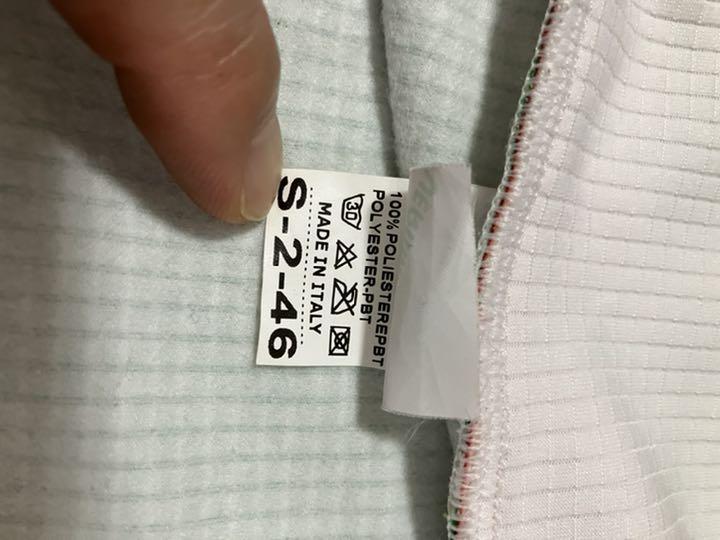 100% POLIESTEREPBT
POLYESTER-PBT
30
MADE IN ITALY
S-2-46